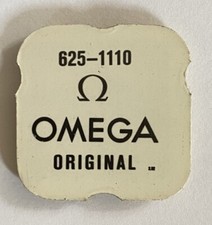 625-1110
Ω
OMEGA
ORIGINAL